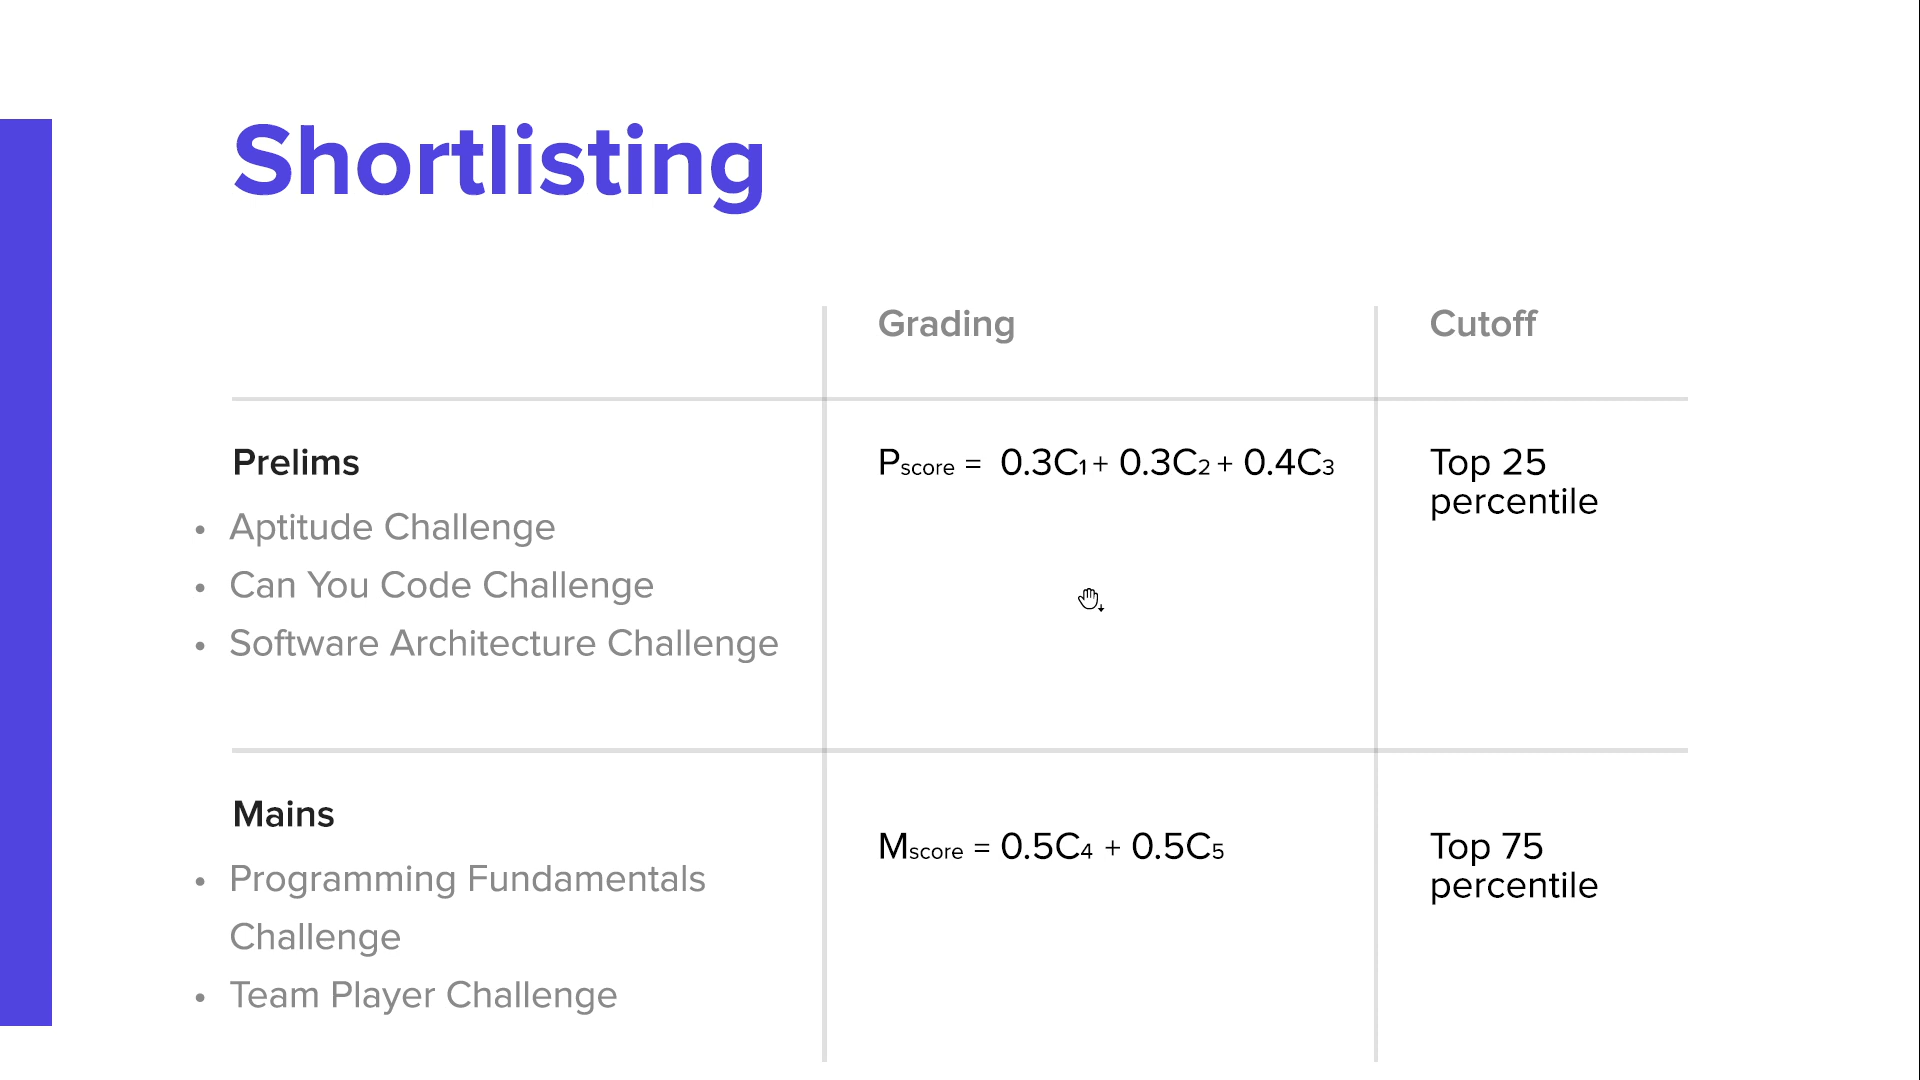 Shortlisting
Grading
Cutoff
Prelims
• Aptitude Challenge
• Can You Code Challenge
• Software Architecture Challenge
Pscore = 0.3C1 + 0.3C2 + 0.4C3
Top 25
percentile
Mains
• Programming Fundamentals
Challenge
• Team Player Challenge
Mscore = 0.5C4 + 0.5C5
Top 75
percentile